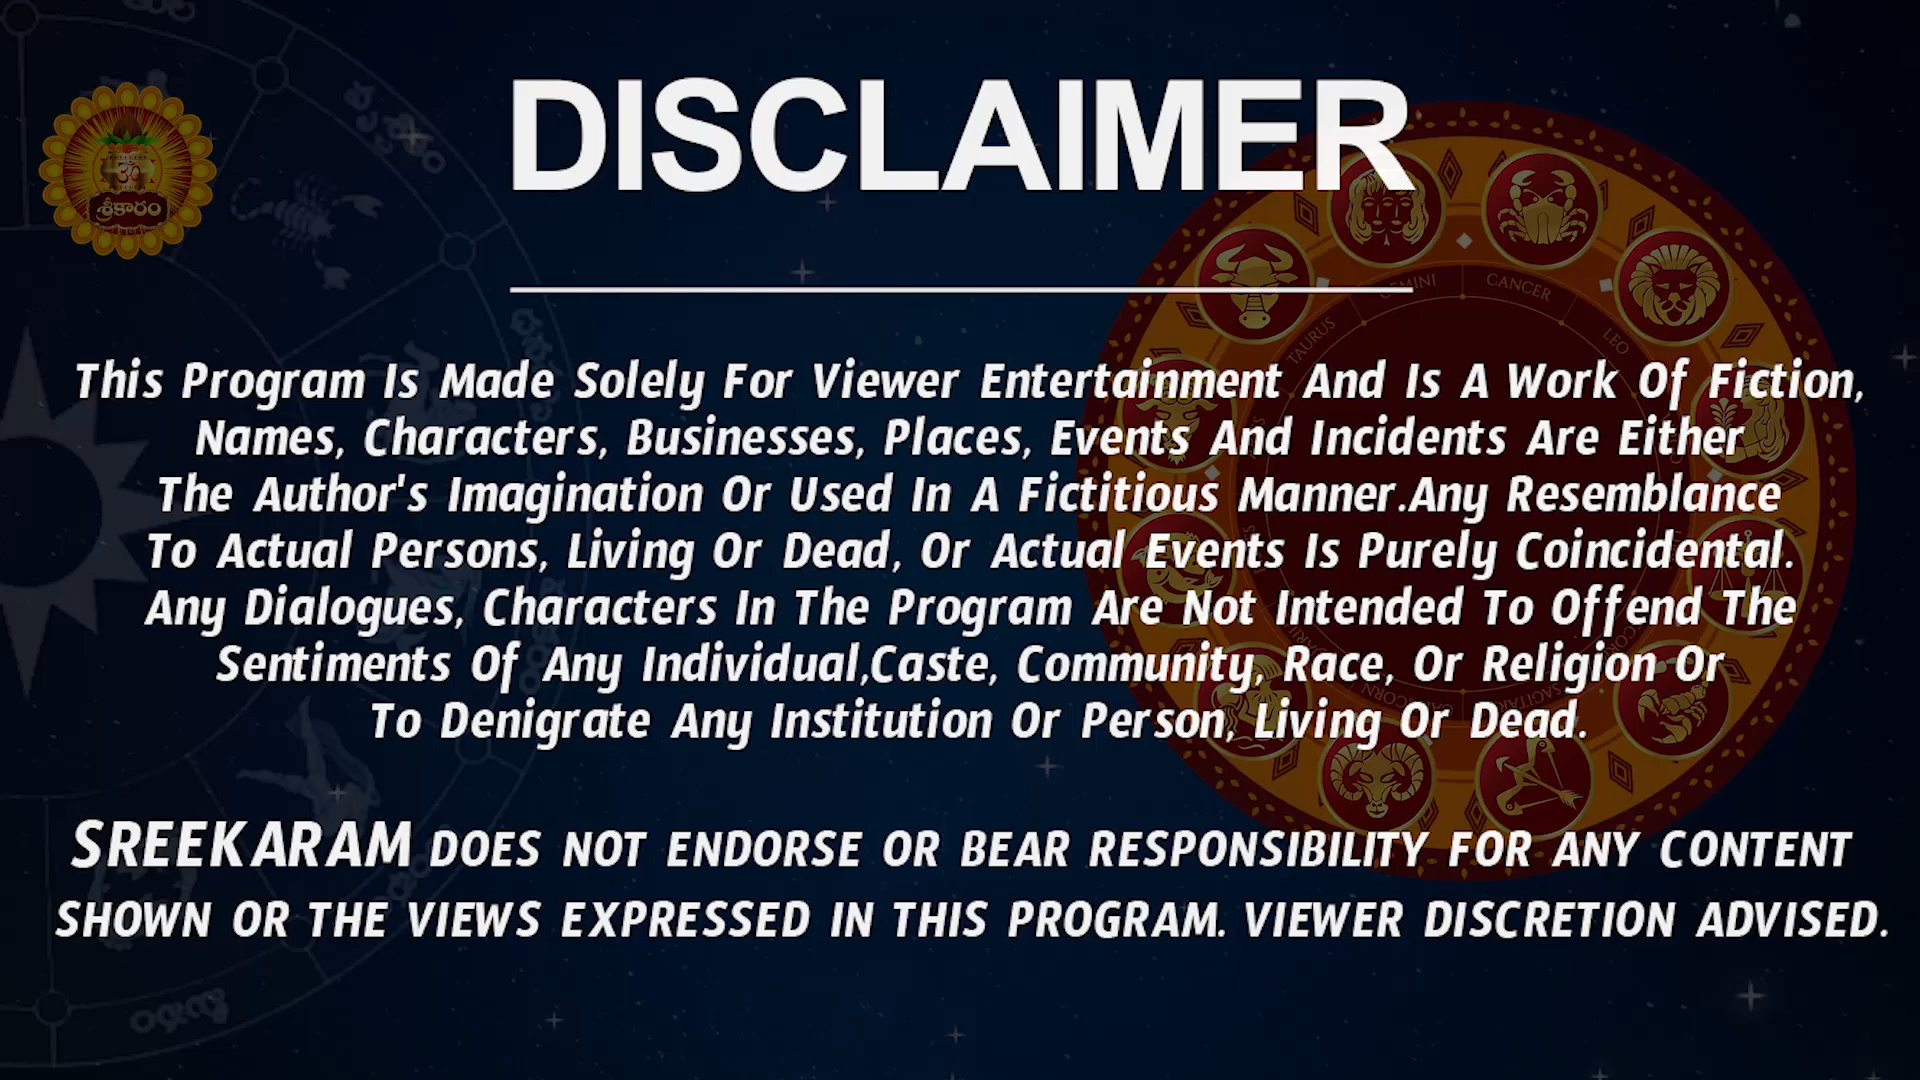 DISCLAIMER
ॐ
శ్రీకారం
GEMINI
CANCER
TAURUS
LEO
This Program Is Made Solely For Viewer Entertainment And Is A Work Of Fiction,
Names, Characters, Businesses, Places, Events And Incidents Are Either
The Author's Imagination Or Used In A Fictitious Manner.Any Resemblance
To Actual Persons, Living Or Dead, Or Actual Events Is Purely Coincidental.
Any Dialogues, Characters In The Program Are Not Intended To Offend The
Sentiments Of Any Individual,Caste, Community, Race, Or Religion Or
To Denigrate Any Institution Or Person, Living Or Dead.
SREEKARAM DOES NOT ENDORSE OR BEAR RESPONSIBILITY FOR ANY CONTENT
SHOWN OR THE VIEWS EXPRESSED IN THIS PROGRAM. VIEWER DISCRETION ADVISED.